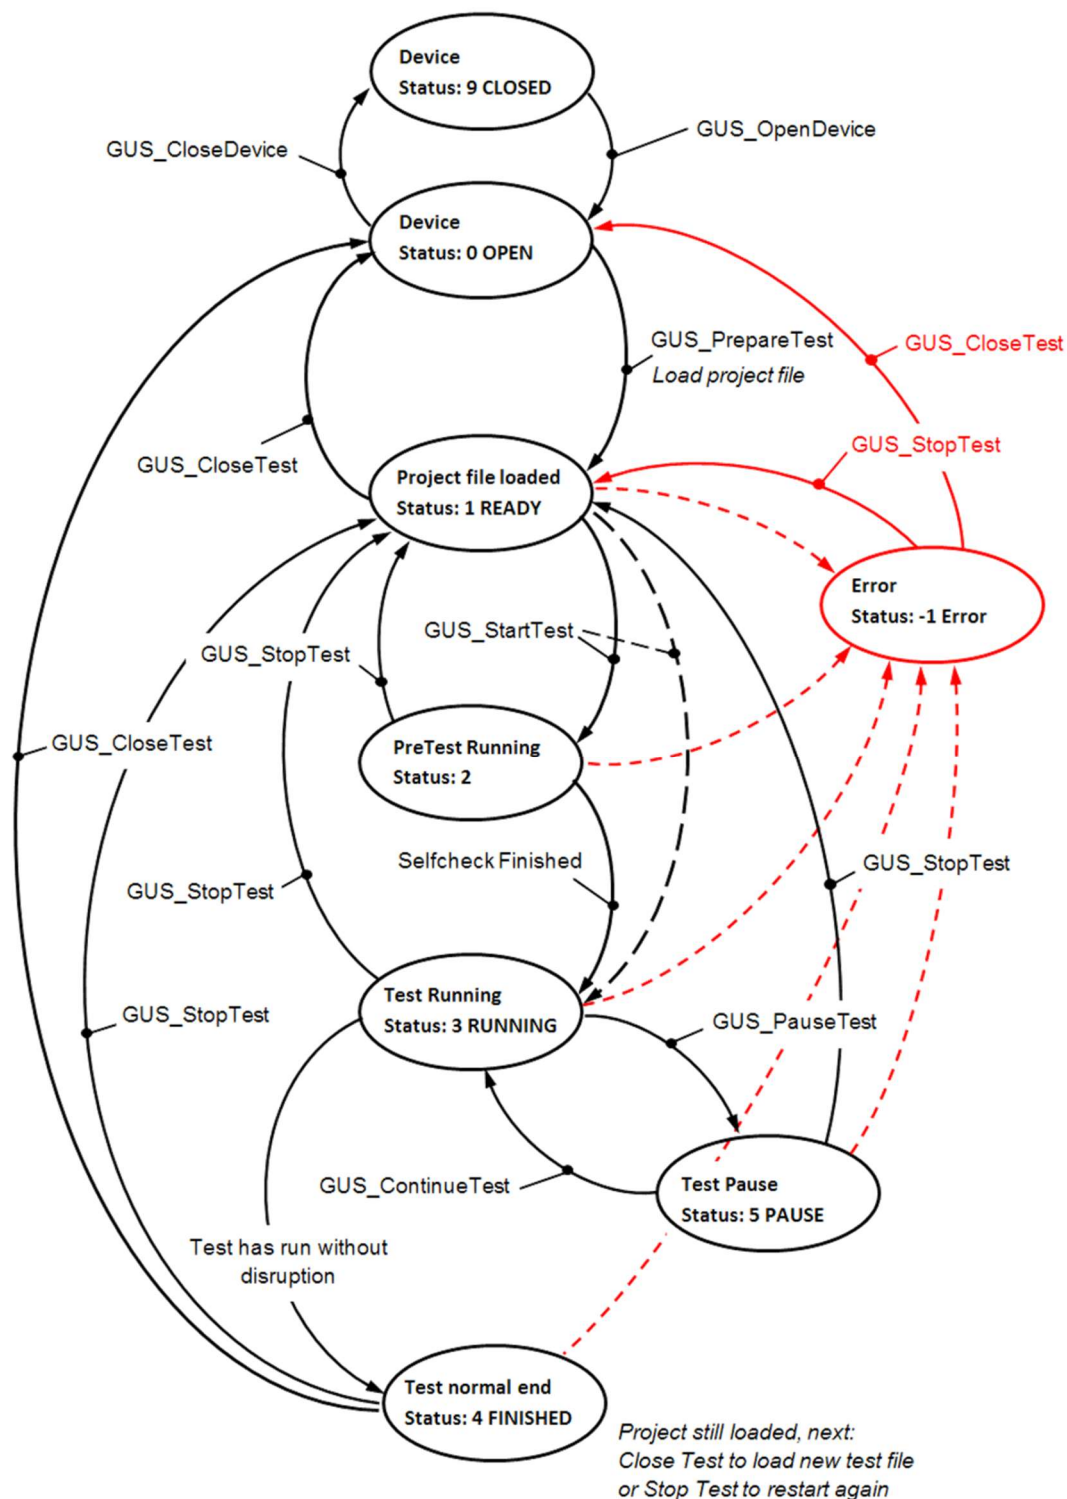 Device
Status: 9 CLOSED
GUS_OpenDevice
GUS_CloseDevice
Device
Status: 0 OPEN
GUS_PrepareTest
Load project file
GUS_CloseTest
GUS_StopTest
GUS_CloseTest
Project file loaded
Status: 1 READY
Error
Status: -1 Error
GUS_StartTest
GUS_StopTest
PreTest Running
Status: 2
GUS_CloseTest
Selfcheck Finished
GUS_StopTest
GUS_StopTest
Test Running
Status: 3 RUNNING
GUS_StopTest
GUS_PauseTest
GUS_ContinueTest
Test Pause
Status: 5 PAUSE
Test has run without
disruption
Test normal end
Status: 4 FINISHED
Project still loaded, next:
Close Test to load new test file
or Stop Test to restart again